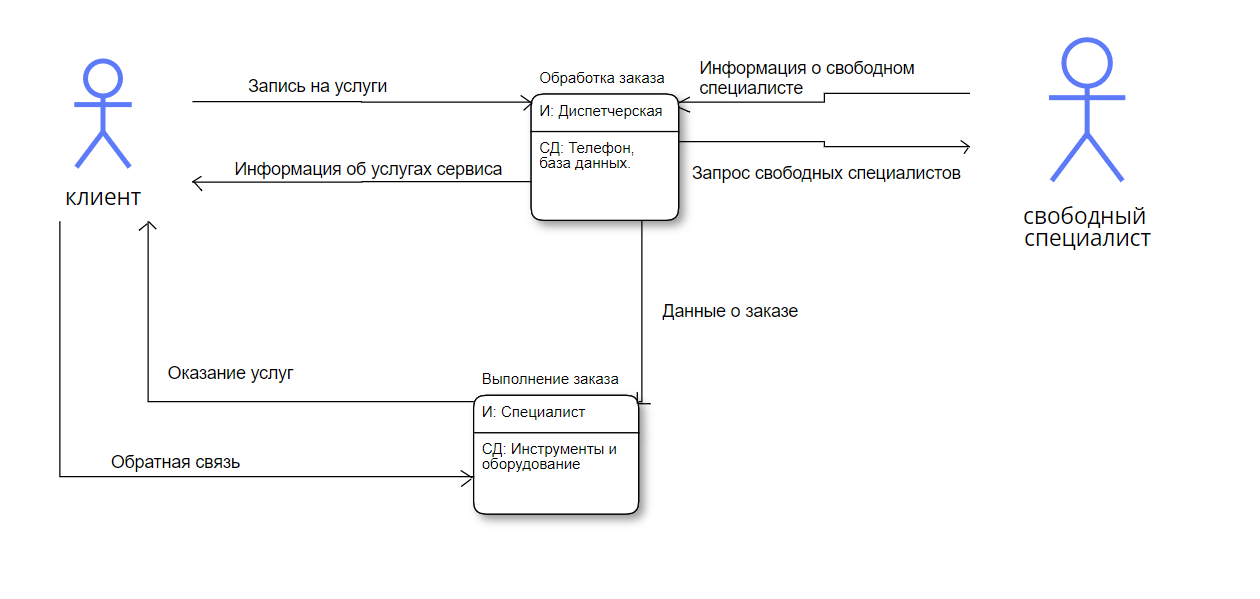 Запись на услуги
Обработка заказа
Информация о свободном
специалисте
И: Диспетчерская
СД: Телефон,
база данных.
Информация об услугах сервиса
Запрос свободных специалистов
клиент
свободный
специалист
Данные о заказе
Оказание услуг
Выполнение заказа
И: Специалист
СД: Инструменты и
оборудование
Обратная связь